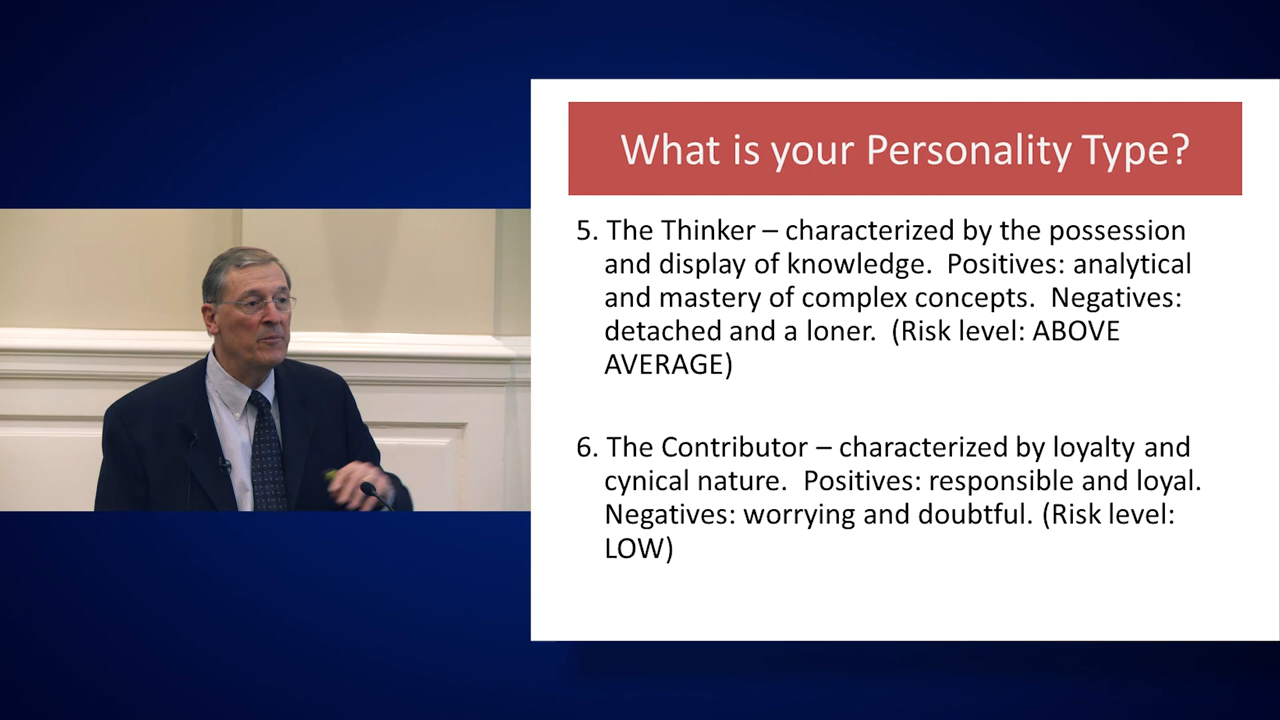 What is your Personality Type?
5. The Thinker – characterized by the possession
and display of knowledge.  Positives: analytical
and mastery of complex concepts.  Negatives:
detached and a loner.  (Risk level: ABOVE
AVERAGE)
6. The Contributor – characterized by loyalty and
cynical nature.  Positives: responsible and loyal.
Negatives: worrying and doubtful. (Risk level:
LOW)